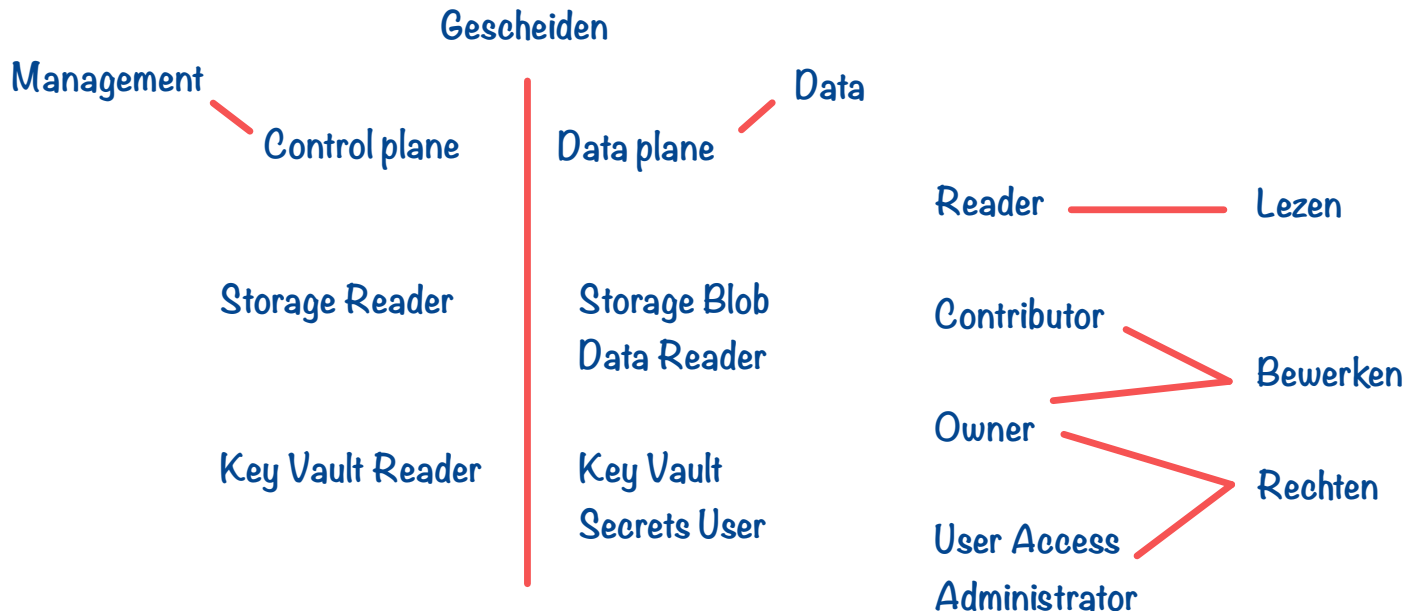 Gescheiden
Management
Data
Control plane
Data plane
Storage Reader
Storage Blob
Data Reader
Key Vault Reader
Key Vault
Secrets User
Reader
Lezen
Contributor
Bewerken
Owner
Rechten
User Access
Administrator